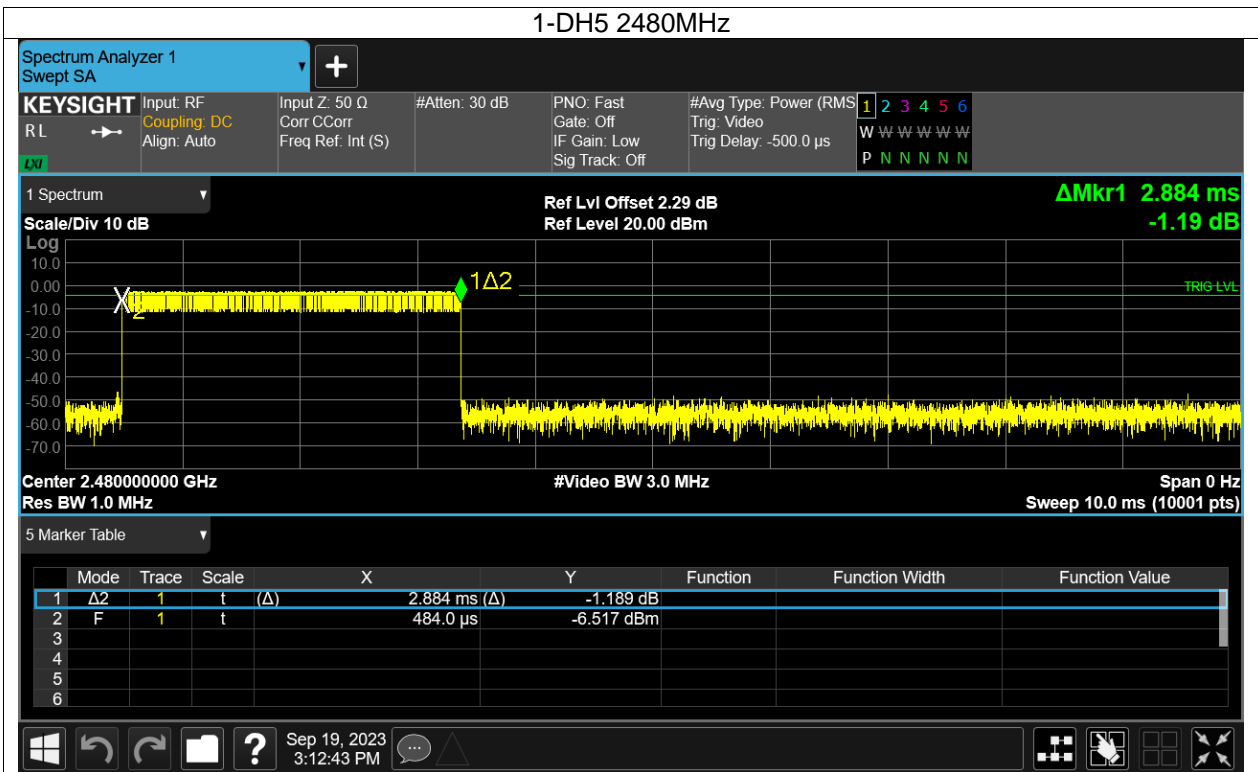 1-DH5 2480MHz
Spectrum Analyzer 1
Swept SA
+
KEYSIGHT Input: RF Input Z: 50 Ω #Atten: 30 dB PNO: Fast #Avg Type: Power (RMS 1 2 3 4 5 6
RL Coupling: DC Corr CCorr Gate: Off Trig: Video W W W W W W
Align: Auto Freq Ref: Int (S) IF Gain: Low Trig Delay: -500.0 µs
LXI Sig Track: Off P N N N N N
1 Spectrum Ref Lvl Offset 2.29 dB ΔMkr1 2.884 ms
Scale/Div 10 dB Ref Level 20.00 dBm -1.19 dB
Log
10.0
0.00 1Δ2 TRIG LVL
-10.0 X2
-20.0
-30.0
-40.0
-50.0
-60.0
-70.0
Center 2.480000000 GHz #Video BW 3.0 MHz Span 0 Hz
Res BW 1.0 MHz Sweep 10.0 ms (10001 pts)
5 Marker Table
Mode Trace Scale X Y Function Function Width Function Value
1 Δ2 1 t (Δ) 2.884 ms (Δ) -1.189 dB
2 F 1 t 484.0 µs -6.517 dBm
3
4
5
6
? Sep 19, 2023
3:12:43 PM